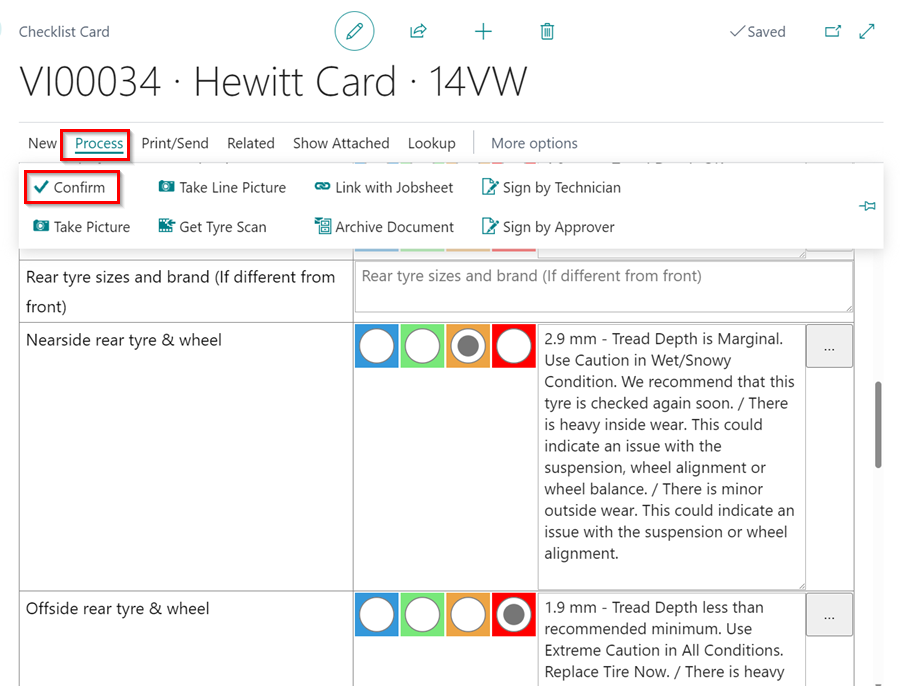 Checklist Card
Saved
VI00034 · Hewitt Card · 14VW
New Process Print/Send Related Show Attached Lookup More options
Confirm Take Line Picture Link with Jobsheet Sign by Technician
Take Picture Get Tyre Scan Archive Document Sign by Approver
Rear tyre sizes and brand (If different from
front)
Rear tyre sizes and brand (If different from front)
Nearside rear tyre & wheel
2.9 mm - Tread Depth is Marginal.
Use Caution in Wet/Snowy
Condition. We recommend that this
tyre is checked again soon. / There
is heavy inside wear. This could
indicate an issue with the
suspension, wheel alignment or
wheel balance. / There is minor
outside wear. This could indicate an
issue with the suspension or wheel
alignment.
...
Offside rear tyre & wheel
1.9 mm - Tread Depth less than
recommended minimum. Use
Extreme Caution in All Conditions.
Replace Tire Now. / There is heavy
...